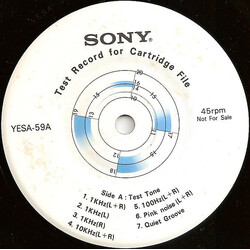 SONY
Test Record for Cartridge File
YESA-59A
45rpm
Not For Sale
Side A : Test Tone
1. 1KHz(L+R)
2. 1KHz(L)
3. 1KHz(R)
4. 10KHz(L+R)
5. 100Hz(L+R)
6. Pink noise(L+R)
7. Quiet Groove